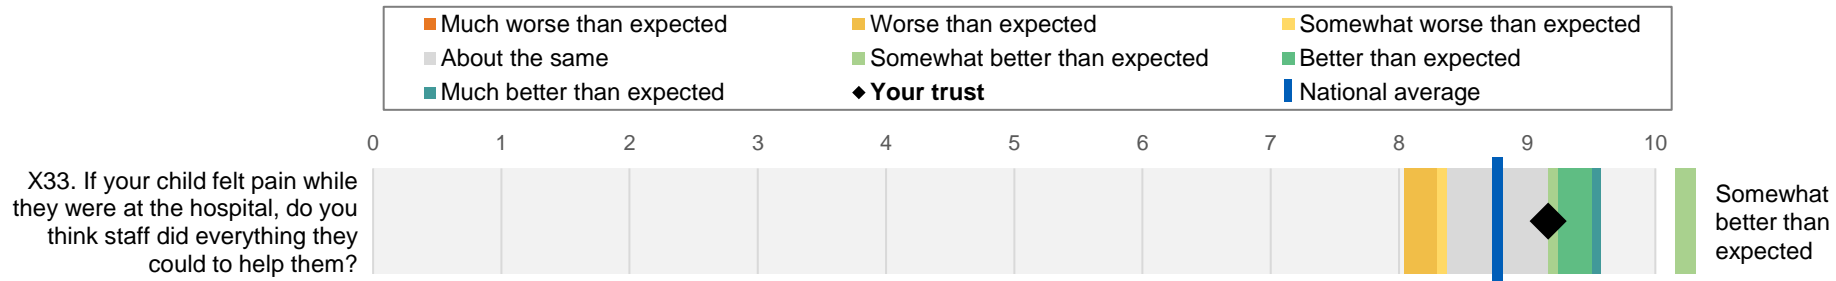 Much worse than expected
Worse than expected
Somewhat worse than expected
About the same
Somewhat better than expected
Better than expected
Much better than expected
Your trust
National average
0 1 2 3 4 5 6 7 8 9 10
X33. If your child felt pain while
they were at the hospital, do you
think staff did everything they
could to help them?
Somewhat
better than
expected